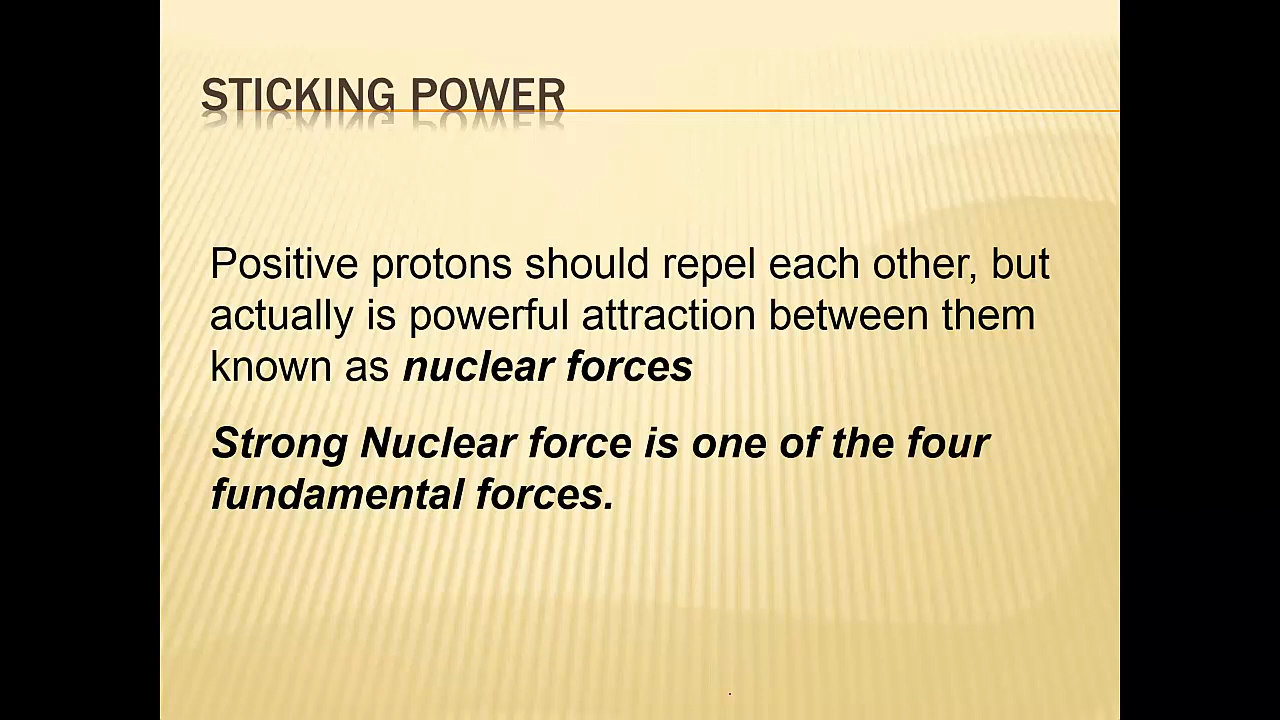 STICKING POWER
Positive protons should repel each other, but
actually is powerful attraction between them
known as nuclear forces
Strong Nuclear force is one of the four
fundamental forces.